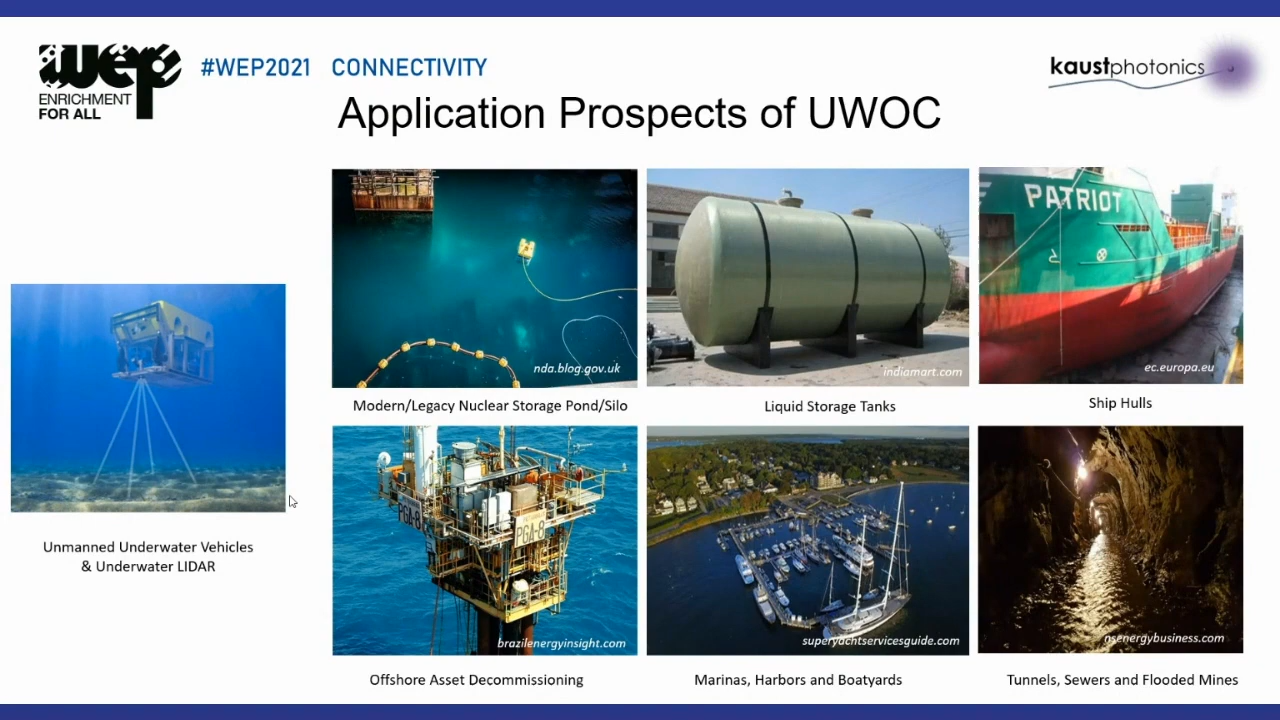 wep
ENRICHMENT
FOR ALL
#WEP2021 CONNECTIVITY
kaustphotonics
Application Prospects of UWOC
nda.blog.gov.uk
indiamart.com
PATRIOT
ec.europa.eu
Modern/Legacy Nuclear Storage Pond/Silo
Liquid Storage Tanks
Ship Hulls
Unmanned Underwater Vehicles
& Underwater LIDAR
PGA-8
PGA-8
brazilenergyinsight.com
superyachtservicesguide.com
nsenergybusiness.com
Offshore Asset Decommissioning
Marinas, Harbors and Boatyards
Tunnels, Sewers and Flooded Mines